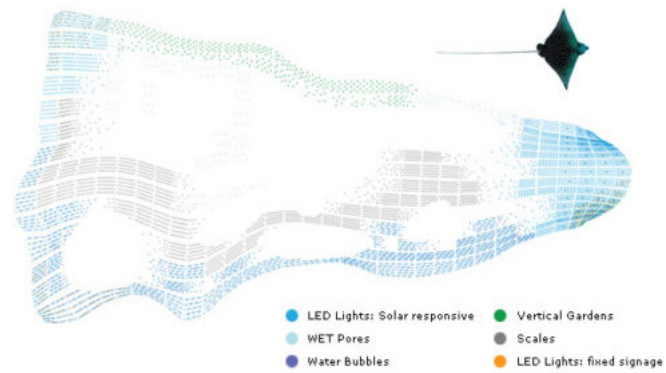 LED Lights: Solar responsive
Vertical Gardens
WET Pores
Scales
Water Bubbles
LED Lights: fixed signage